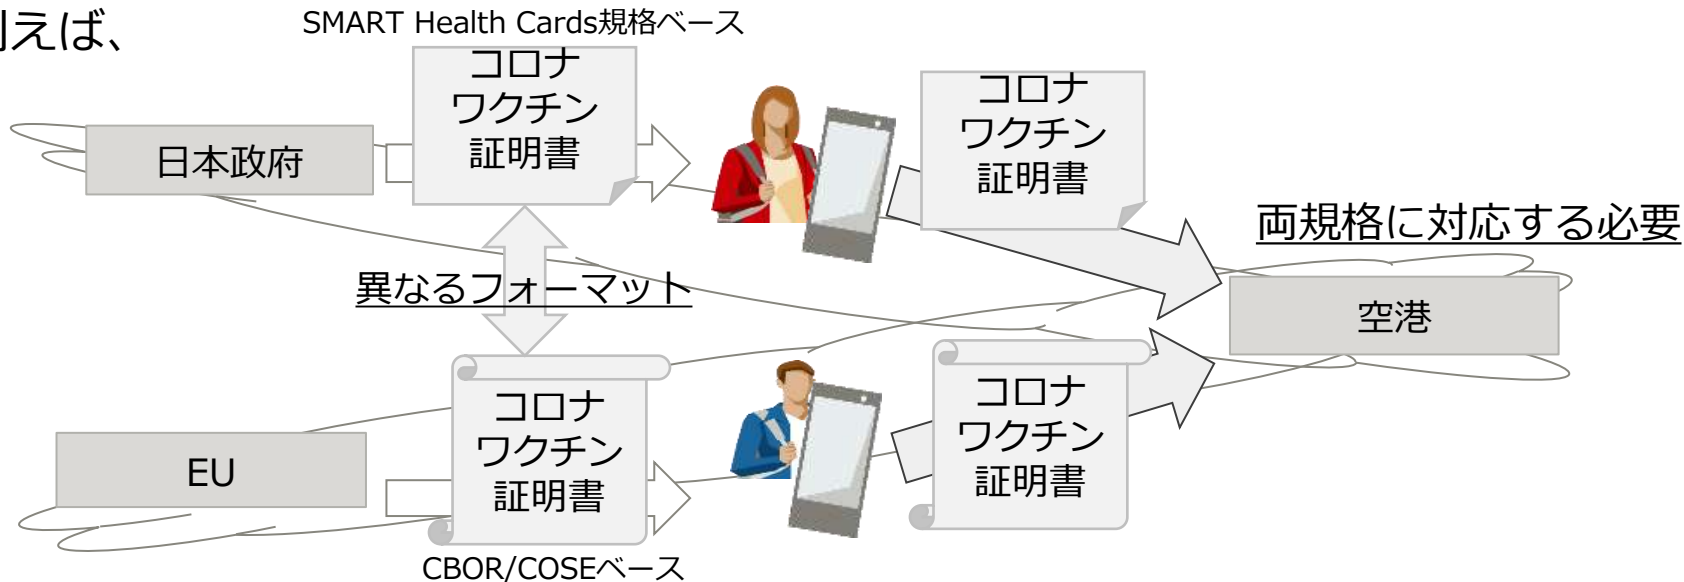 えば、
SMART Health Cards規格ベース
コロナ
ワクチン
証明書
日本政府
コロナ
ワクチン
証明書
両規格に対応する必要
異なるフォーマット
空港
コロナ
ワクチン
証明書
コロナ
ワクチン
証明書
EU
CBOR/COSEベース